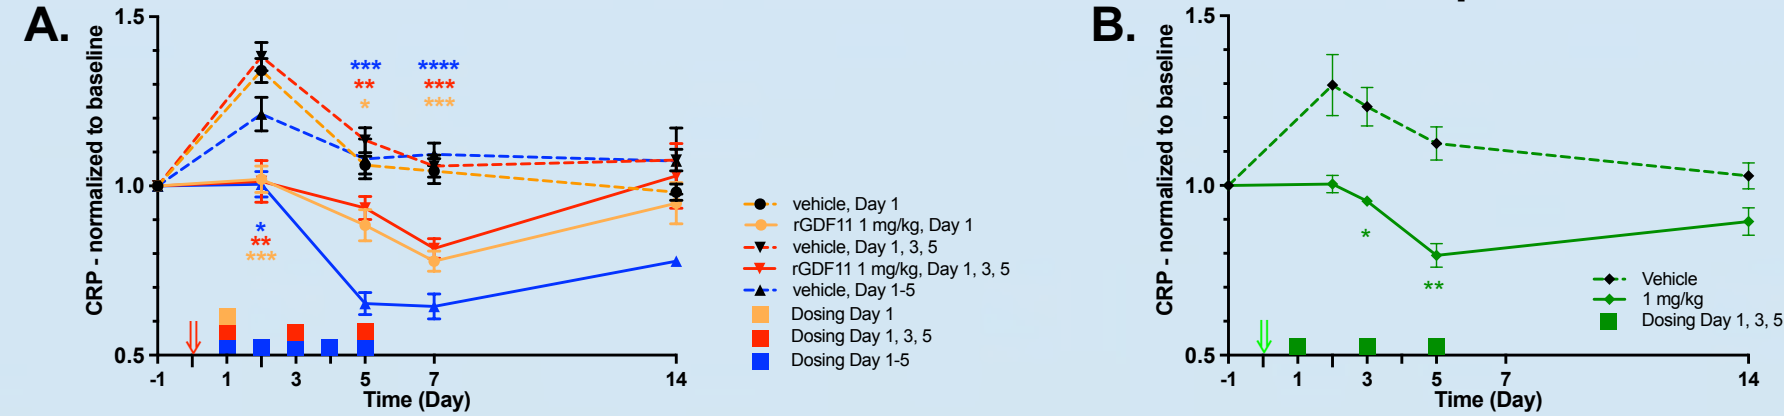 A.
CRP - normalized to baseline
1.5
1.0
0.5
*** ****
** ***
* ***
*
**
***
-1 1 3 5 7 14
Time (Day)
vehicle, Day 1
rGDF11 1 mg/kg, Day 1
vehicle, Day 1, 3, 5
rGDF11 1 mg/kg, Day 1, 3, 5
vehicle, Day 1-5
Dosing Day 1
Dosing Day 1, 3, 5
Dosing Day 1-5
B.
CRP - normalized to baseline
1.5
1.0
0.5
*
**
-1 1 3 5 7 14
Time (Day)
Vehicle
1 mg/kg
Dosing Day 1, 3, 5